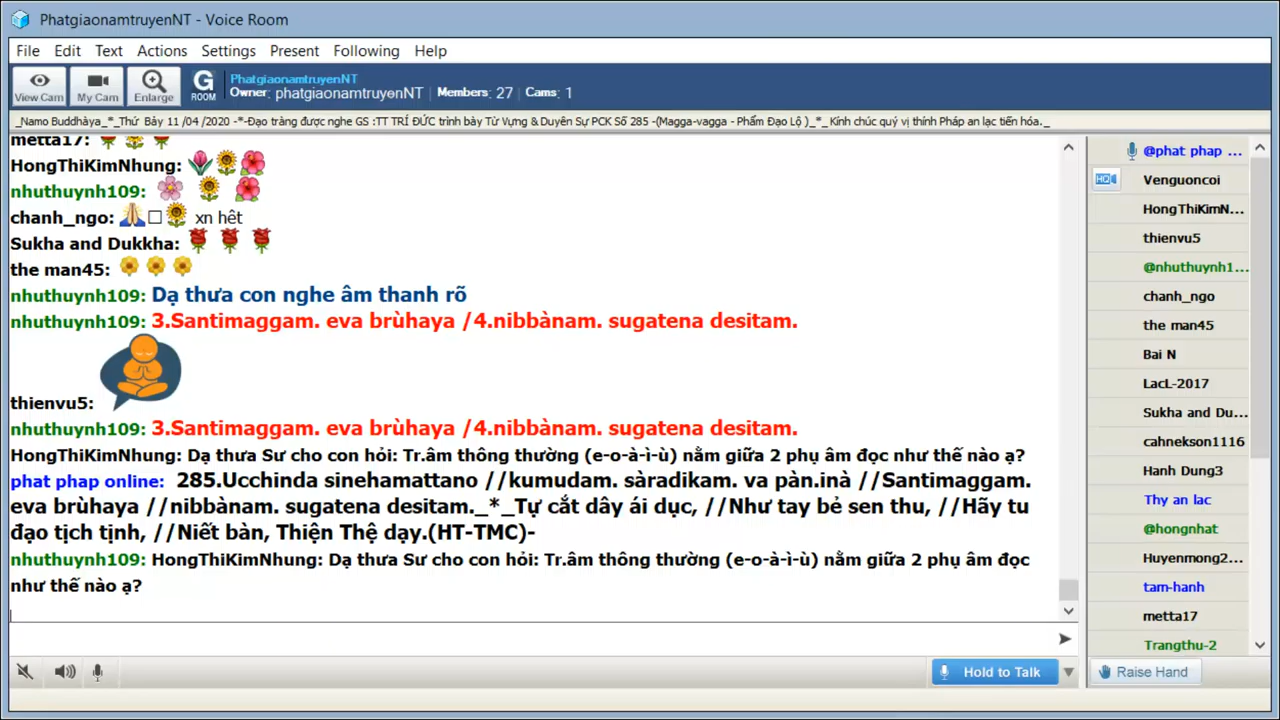 PhatgiaonamtruyenNT - Voice Room
File Edit Text Actions Settings Present Following Help
View Cam
My Cam
Enlarge
G ROOM
PhatgiaonamtruyenNT
Owner: phatgiaonamtruyenNT | Members: 27 | Cams: 1
_Namo Buddhàya_*_Thứ Bảy 11 /04 /2020 -*-Đạo tràng được nghe GS :TT TRÍ ĐỨC trình bày Từ Vựng & Duyên Sự PCK Số 285 -(Magga-vagga - Phẩm Đạo Lộ )_*_ Kính chúc quý vị thính Pháp an lạc tiến hóa._
metta17:
HongThiKimNhung:
nhuthuynh109:
chanh_ngo: xn hêt
Sukha and Dukkha:
the man45:
nhuthuynh109: Dạ thưa con nghe âm thanh rõ
nhuthuynh109: 3.Santimaggam. eva brùhaya /4.nibbànam. sugatena desitam.
thienvu5:
nhuthuynh109: 3.Santimaggam. eva brùhaya /4.nibbànam. sugatena desitam.
HongThiKimNhung: Dạ thưa Sư cho con hỏi: Tr.âm thông thường (e-o-à-ì-ù) nằm giữa 2 phụ âm đọc như thế nào ạ?
phat phap online: 285.Ucchinda sinehamattano //kumudam. sàradikam. va pàn.inà //Santimaggam.
eva brùhaya //nibbànam. sugatena desitam._*_Tự cắt dây ái dục, //Như tay bẻ sen thu, //Hãy tu
đạo tịch tịnh, //Niết bàn, Thiện Thệ dạy.(HT-TMC)-
nhuthuynh109: HongThiKimNhung: Dạ thưa Sư cho con hỏi: Tr.âm thông thường (e-o-à-ì-ù) nằm giữa 2 phụ âm đọc
như thế nào ạ?
@phat phap ...
HQ
Venguoncoi
HongThiKimN...
thienvu5
@nhuthuynh1...
chanh_ngo
the man45
Bai N
LacL-2017
Sukha and Du...
cahnekson1116
Hanh Dung3
Thy an lac
@hongnhat
Huyenmong2...
tam-hanh
metta17
Trangthu-2
Hold to Talk
Raise Hand